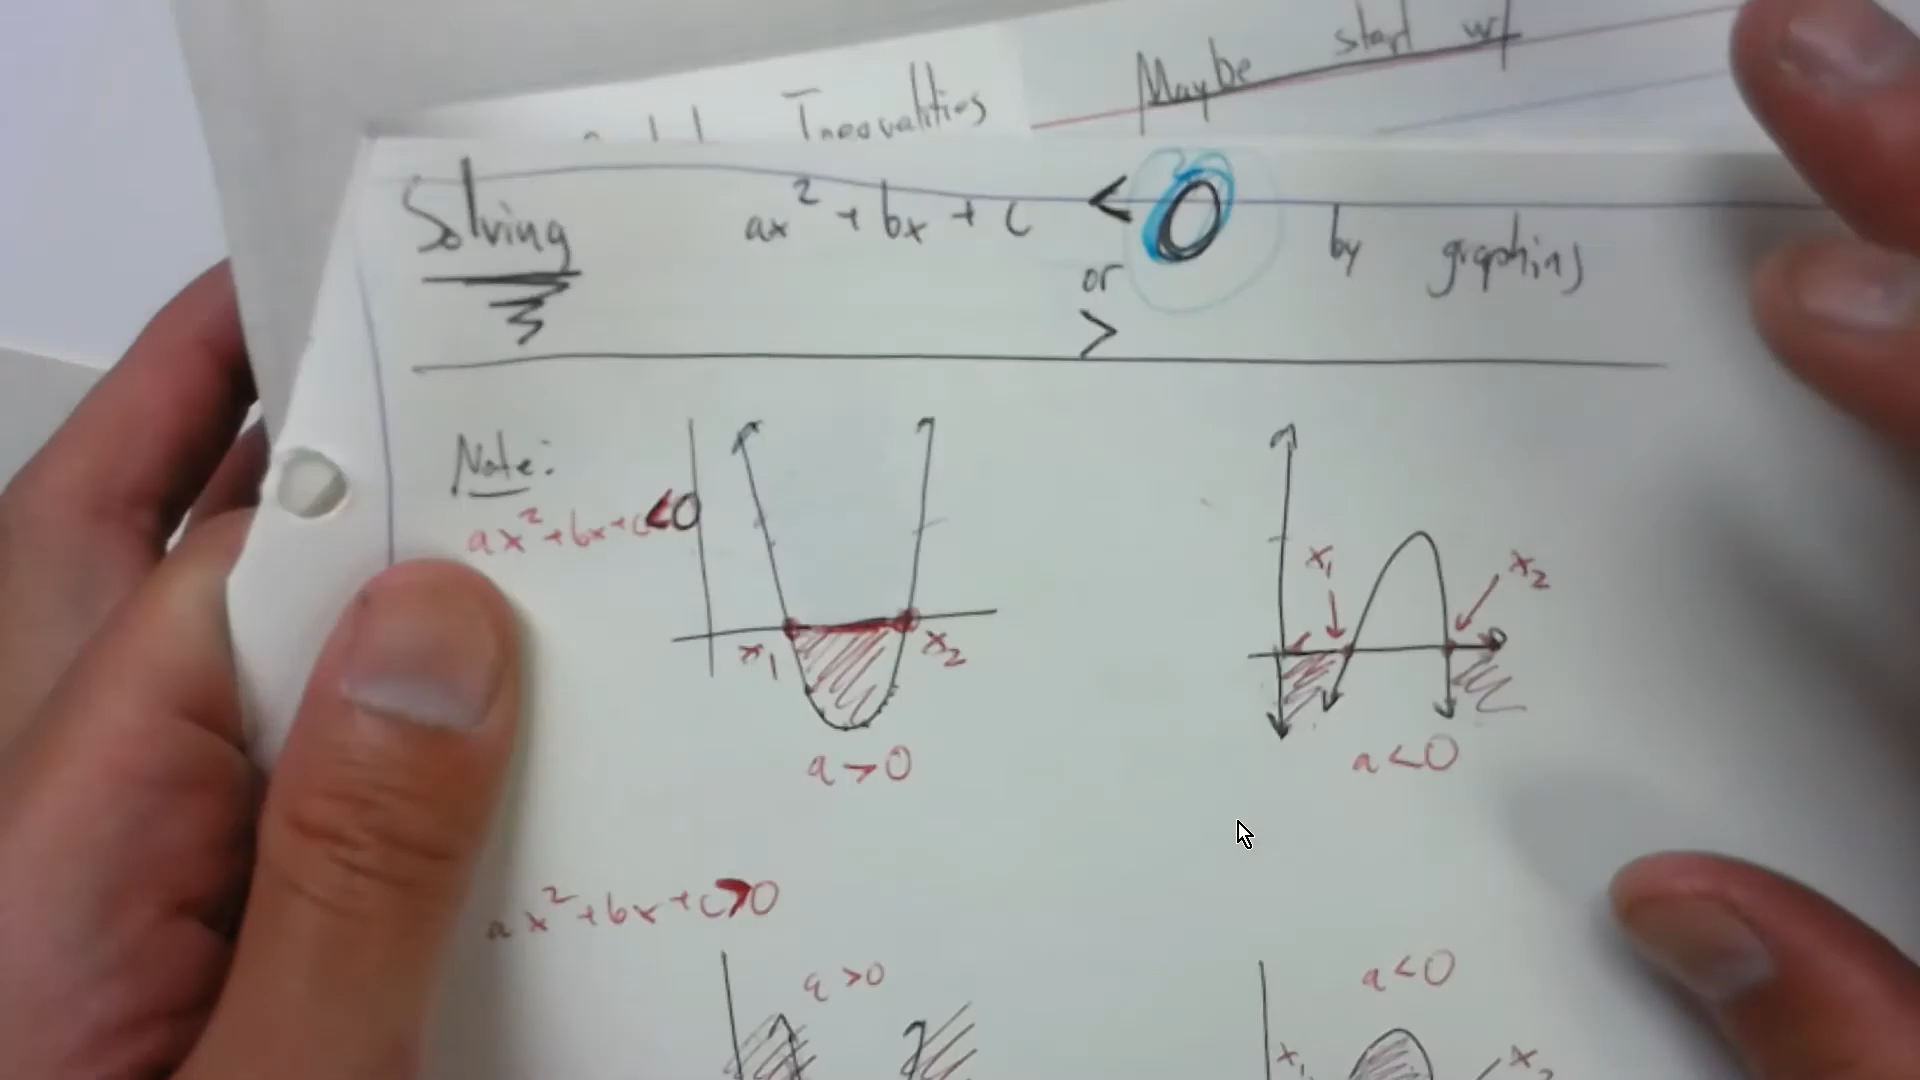 Maybe start w/
Inequalities
Solving ax² + bx + c < 0 by graphing
or
>
Note:
ax²+bx+c<0
x₁ x₂
x₁ x₂
a>0
a<0
ax²+bx+c>0
a>0
a<0
x₁ x₂